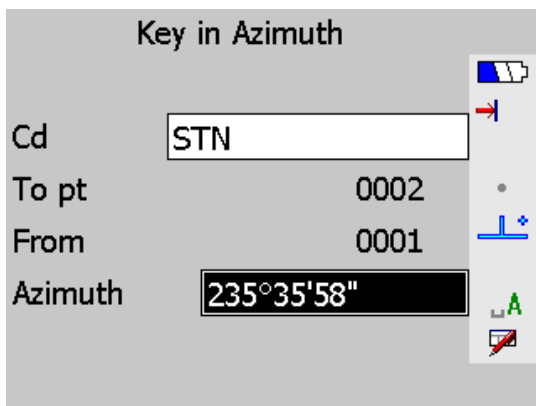 Key in Azimuth
Cd STN
To pt 0002
From 0001
Azimuth 235°35'58"
A